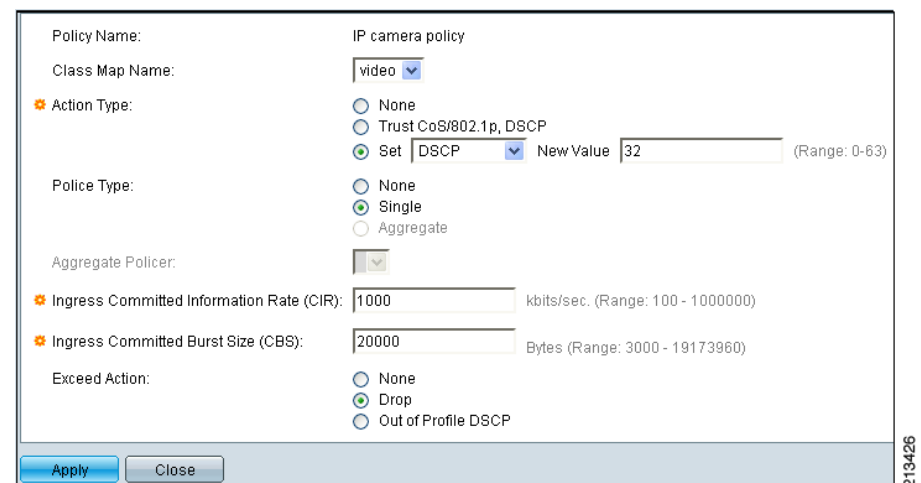 Policy Name: IP camera policy
Class Map Name: video
Action Type: None
Trust CoS/802.1p, DSCP
Set DSCP New Value 32 (Range: 0-63)
Police Type: None
Single
Aggregate
Aggregate Policer:
Ingress Committed Information Rate (CIR): 1000 kbits/sec. (Range: 100 - 1000000)
Ingress Committed Burst Size (CBS): 20000 Bytes (Range: 3000 - 19173960)
Exceed Action: None
Drop
Out of Profile DSCP
Apply Close
213426